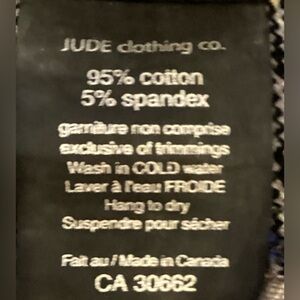 JUDE clothing co.
95% cotton
5% spandex
garniture non comprise
exclusive of trimmings
Wash in COLD water
Laver à l'eau FROIDE
Hang to dry
Suspendre pour sécher
Fait au / Made in Canada
CA 30662